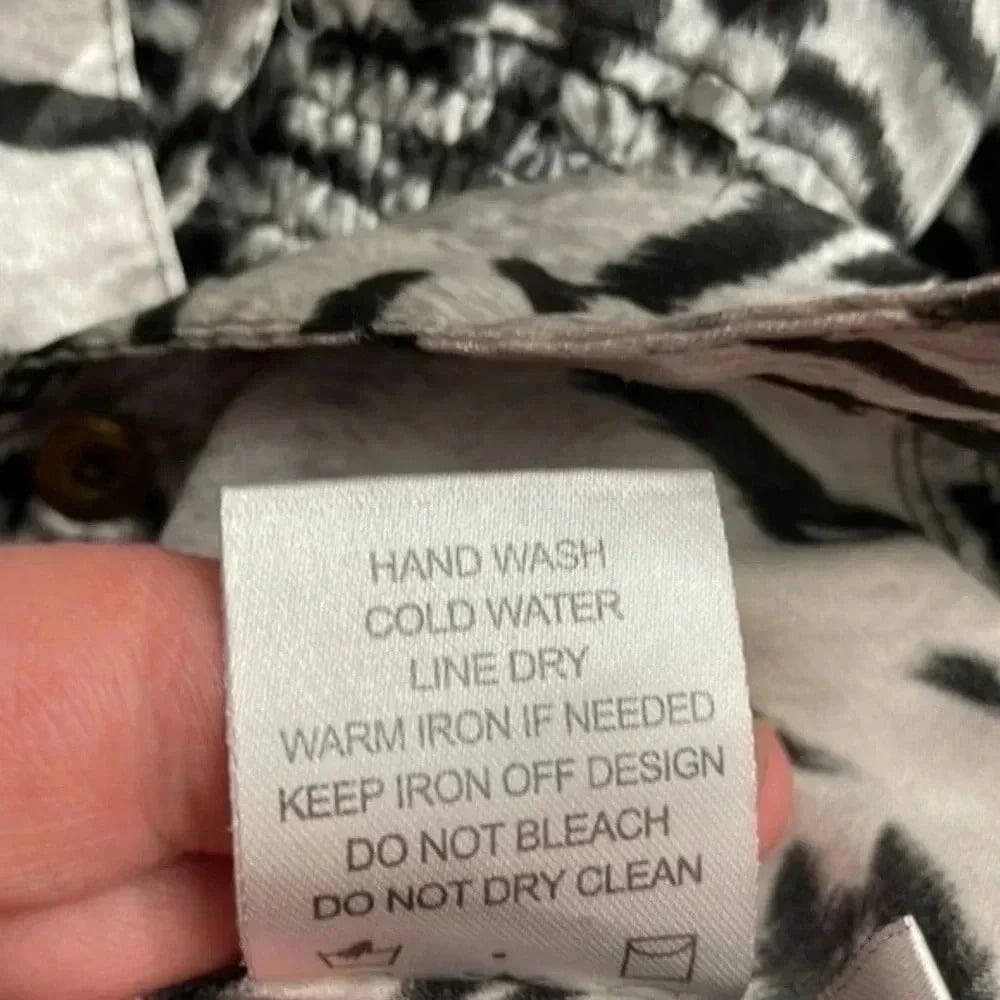 HAND WASH
COLD WATER
LINE DRY
WARM IRON IF NEEDED
KEEP IRON OFF DESIGN
DO NOT BLEACH
DO NOT DRY CLEAN